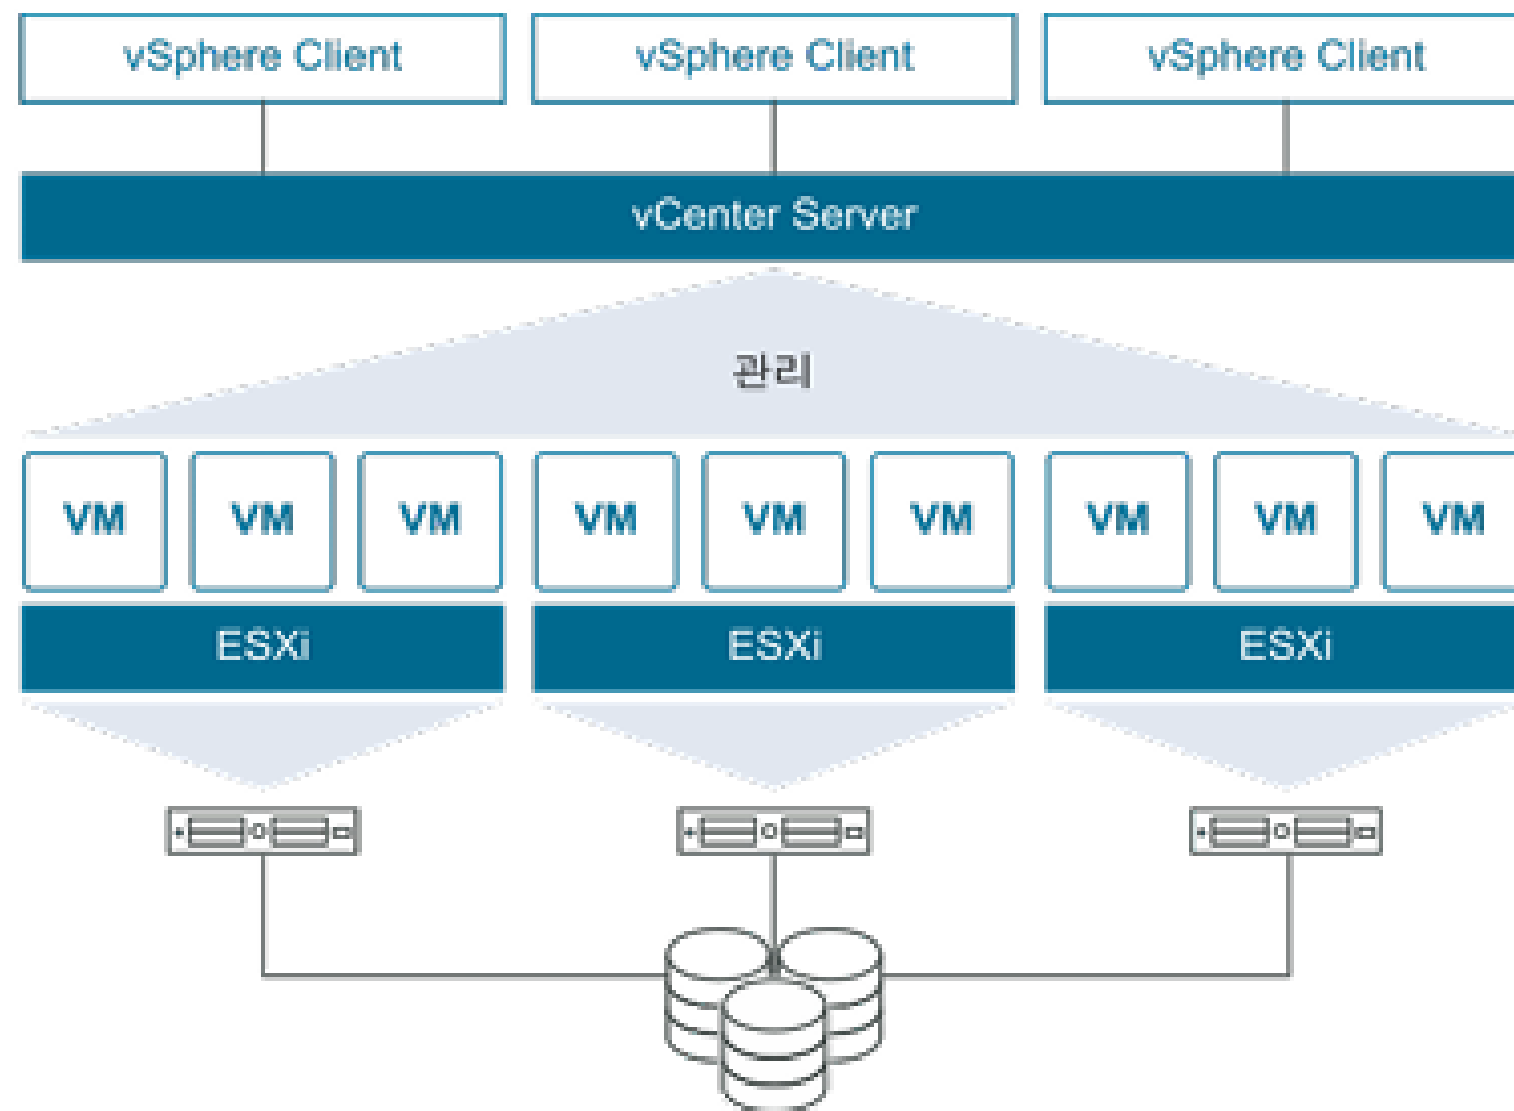 vSphere Client vSphere Client vSphere Client
vCenter Server
관리
VM VM VM VM VM VM VM VM VM
ESXi ESXi ESXi